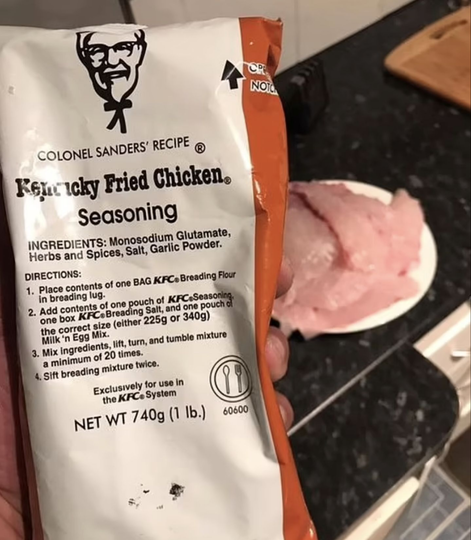 OPE
NOTC
COLONEL SANDERS' RECIPE ®
Kentucky Fried Chicken®
Seasoning
INGREDIENTS: Monosodium Glutamate,
Herbs and Spices, Salt, Garlic Powder.
DIRECTIONS:
1. Place contents of one BAG KFC® Breading Flour
in breading lug.
2. Add contents of one pouch of KFC® Seasoning,
one box KFC® Breading Salt, and one pouch of
the correct size (either 225g or 340g)
Milk 'n Egg Mix.
3. Mix ingredients, lift, turn, and tumble mixture
a minimum of 20 times.
4. Sift breading mixture twice.
Exclusively for use in
the KFC® System
NET WT 740g (1 lb.)
60600